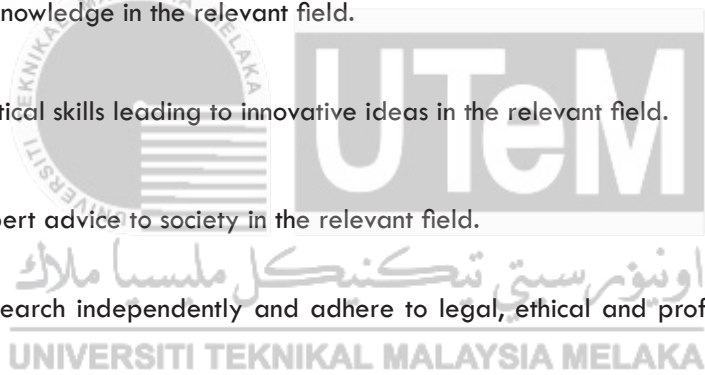 nowledge in the relevant field.
UTeM
tical skills leading to innovative ideas in the relevant field.
pert advice to society in the relevant field.
اونيۏرسيتي تيكنيكل مليسيا ملاك
earch independently and adhere to legal, ethical and prof
UNIVERSITI TEKNIKAL MALAYSIA MELAKA